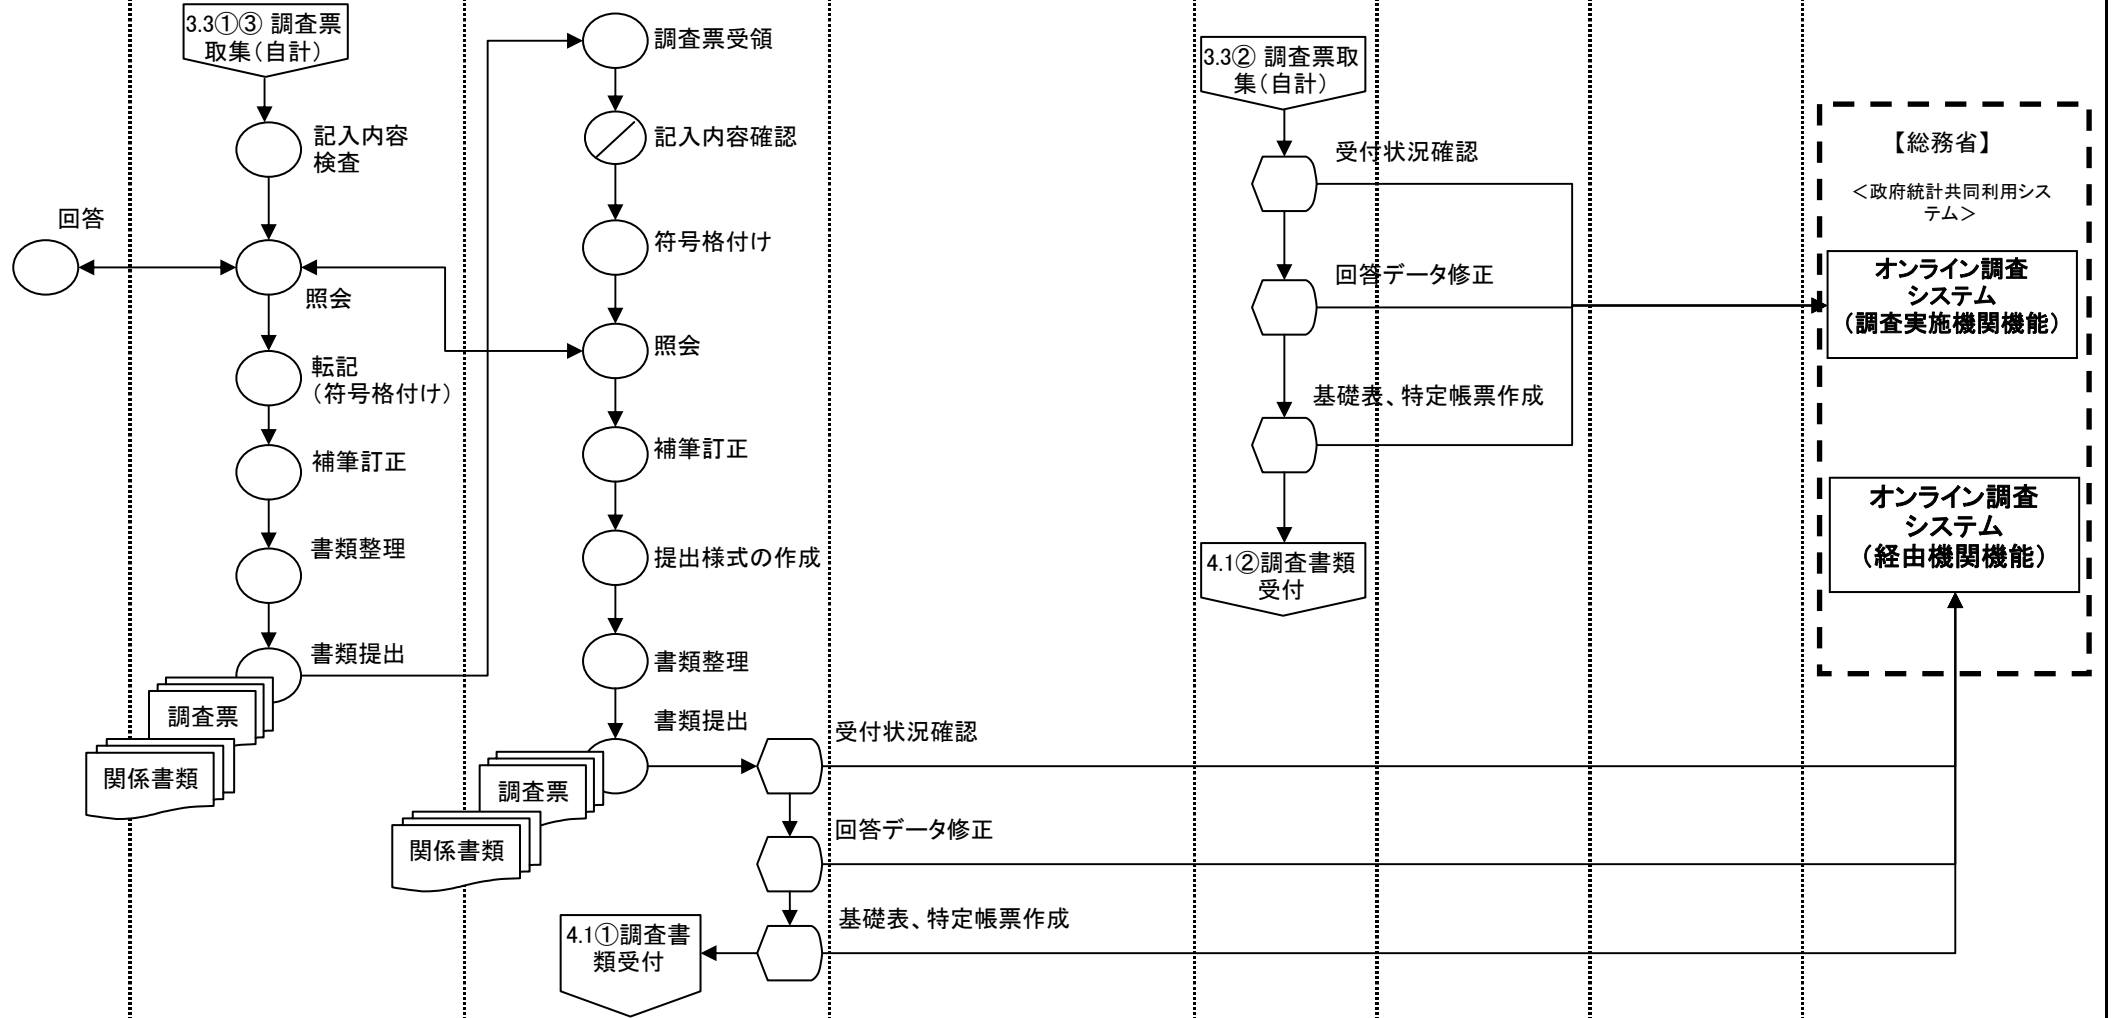 3.3①③ 調査票
取集（自計）
記入内容
検査
回答
照会
転記
（符号格付け）
補筆訂正
書類整理
書類提出
調査票
関係書類
調査票受領
記入内容確認
符号格付け
照会
補筆訂正
提出様式の作成
書類整理
書類提出
調査票
関係書類
受付状況確認
回答データ修正
基礎表、特定帳票作成
4.1①調査書
類受付
3.3② 調査票取
集（自計）
受付状況確認
回答データ修正
基礎表、特定帳票作成
4.1②調査書類
受付
【総務省】
＜政府統計共同利用シス
テム＞
オンライン調査
システム
（調査実施機関機能）
オンライン調査
システム
（経由機関機能）